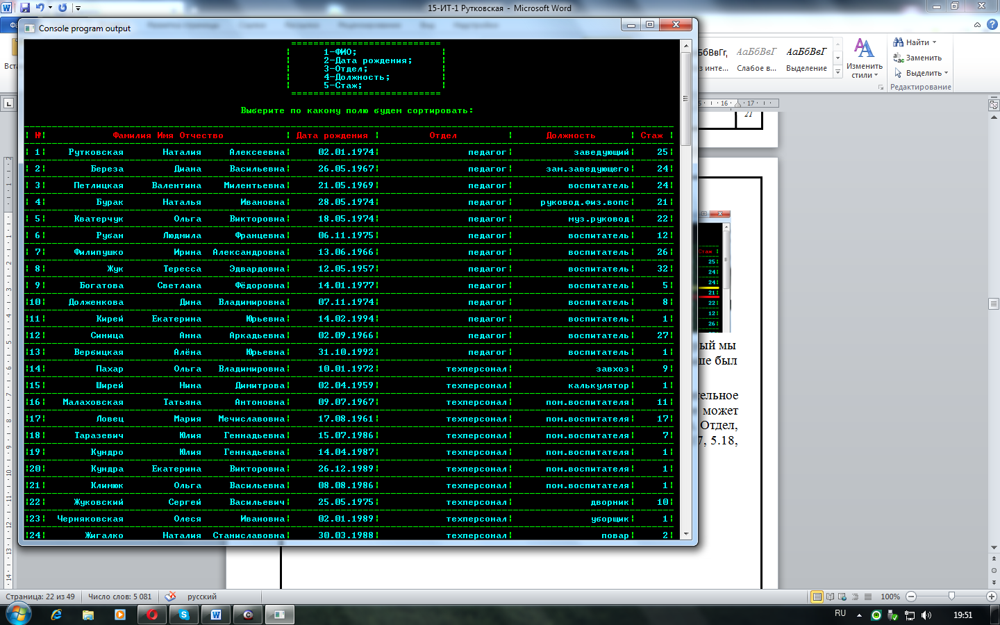 15-ИТ-1 Рутковская - Microsoft Word
Console program output
1-ФИО;
2-Дата рождения;
3-Отдел;
4-Должность;
5-Стаж;
Выберите по какому полю будем сортировать:
№ Фамилия Имя Отчество Дата рождения Отдел Должность Стаж
1 Рутковская Наталия Алексеевна 02.01.1974 педагог заведующий 25
2 Береза Диана Васильевна 26.05.1967 педагог зам.заведующего 24
3 Петлицкая Валентина Милентьевна 21.05.1969 педагог воспитатель 24
4 Бурак Наталья Ивановна 28.05.1974 педагог руковод.физ.вопс 21
5 Кватерчук Ольга Викторовна 18.05.1974 педагог муз.руковод 22
6 Рубан Людмила Францевна 06.11.1975 педагог воспитатель 12
7 Филипушко Ирина Александровна 13.06.1966 педагог воспитатель 26
8 Жук Тересса Эдвардовна 12.05.1957 педагог воспитатель 32
9 Богатова Светлана Фёдоровна 14.01.1977 педагог воспитатель 5
10 Долженкова Дина Владимировна 07.11.1974 педагог воспитатель 8
11 Кирей Екатерина Юрьевна 14.02.1994 педагог воспитатель 1
12 Синица Анна Аркадьевна 02.09.1966 педагог воспитатель 27
13 Вербицкая Алёна Юрьевна 31.10.1992 педагог воспитатель 1
14 Пахар Ольга Владимировна 10.01.1972 техперсонал завхоз 9
15 Ширей Нина Димитрова 02.04.1959 техперсонал калькулятор 1
16 Малаховская Татьяна Антоновна 09.07.1967 техперсонал пом.воспитателя 11
17 Ловец Мария Мечиславовна 17.08.1961 техперсонал пом.воспитателя 17
18 Таразевич Юлия Геннадьевна 15.07.1986 техперсонал пом.воспитателя 7
19 Кундро Юлия Геннадьевна 14.04.1987 техперсонал пом.воспитателя 1
20 Кундра Екатерина Викторовна 26.12.1989 техперсонал пом.воспитателя 1
21 Климюк Ольга Васильевна 08.08.1986 техперсонал пом.воспитателя 1
22 Жуковский Сергей Васильевич 25.05.1975 техперсонал дворник 10
23 Черняковская Олеся Ивановна 02.01.1989 техперсонал уборщик 1
24 Жигалко Наталия Станиславовна 30.03.1988 техперсонал повар 2
АаБбВвГ АаБбВвГ
Слабое в... Выделение
Изменить стили
Найти
Заменить
Выделить
Редактирование
16 17
21
Стаж
25
24
24
21
22
12
26
ый мы
ше был
тельное
может
Отдел,
7, 5.18,
Страница: 22 из 49 Число слов: 5 081 русский 100%
RU 19:51